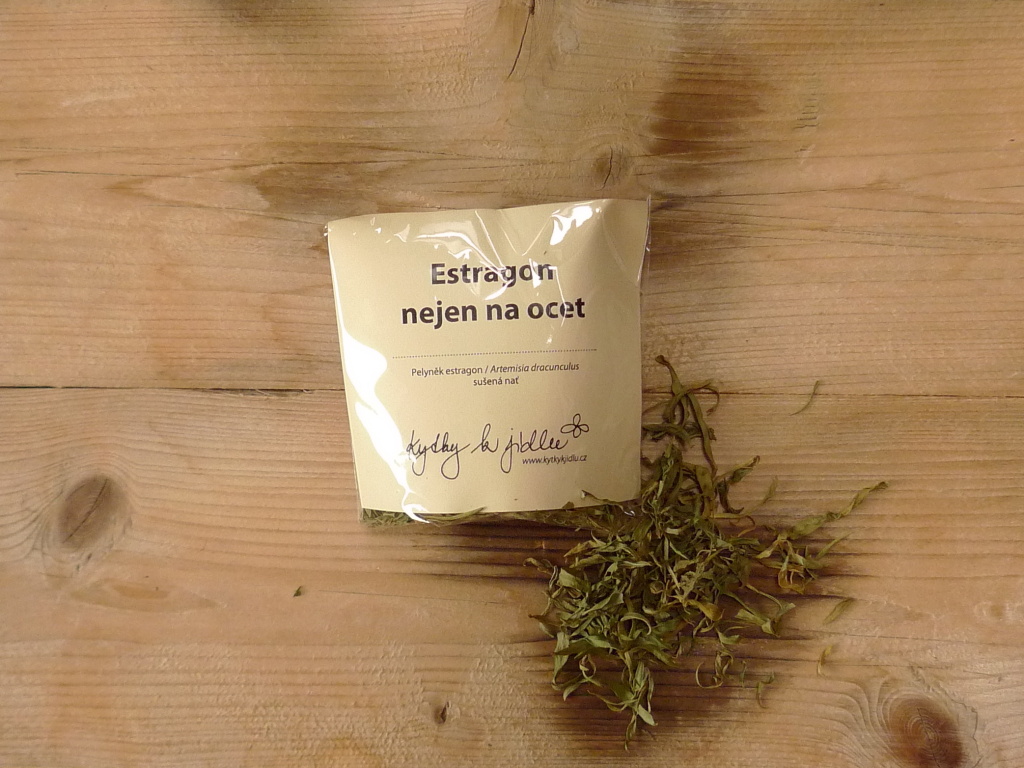 Estragon
nejen na ocet
Pelyněk estragon / Artemisia dracunculus
sušená nať
kytky k jídlu
www.kytkykjidlu.cz